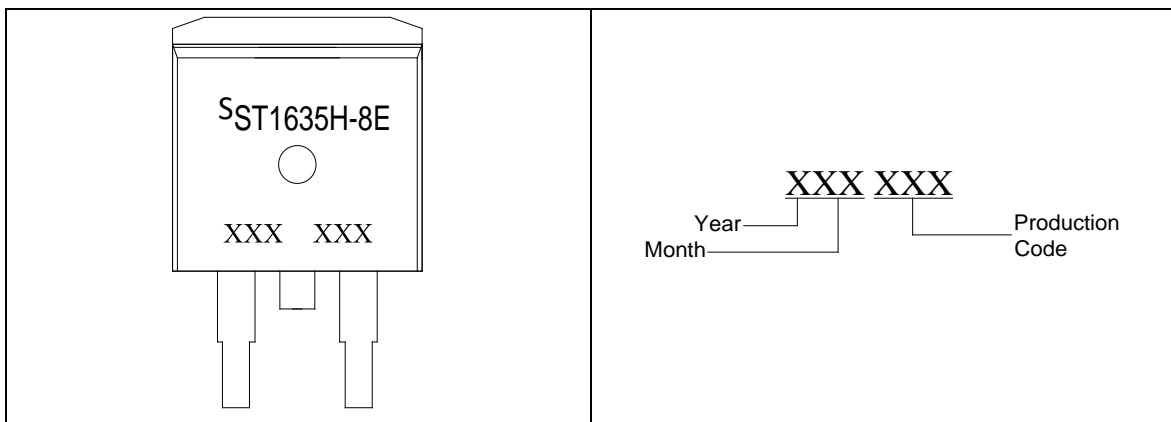 SST1635H-8E
XXX XXX
XXX XXX
Year
Month
Production
Code